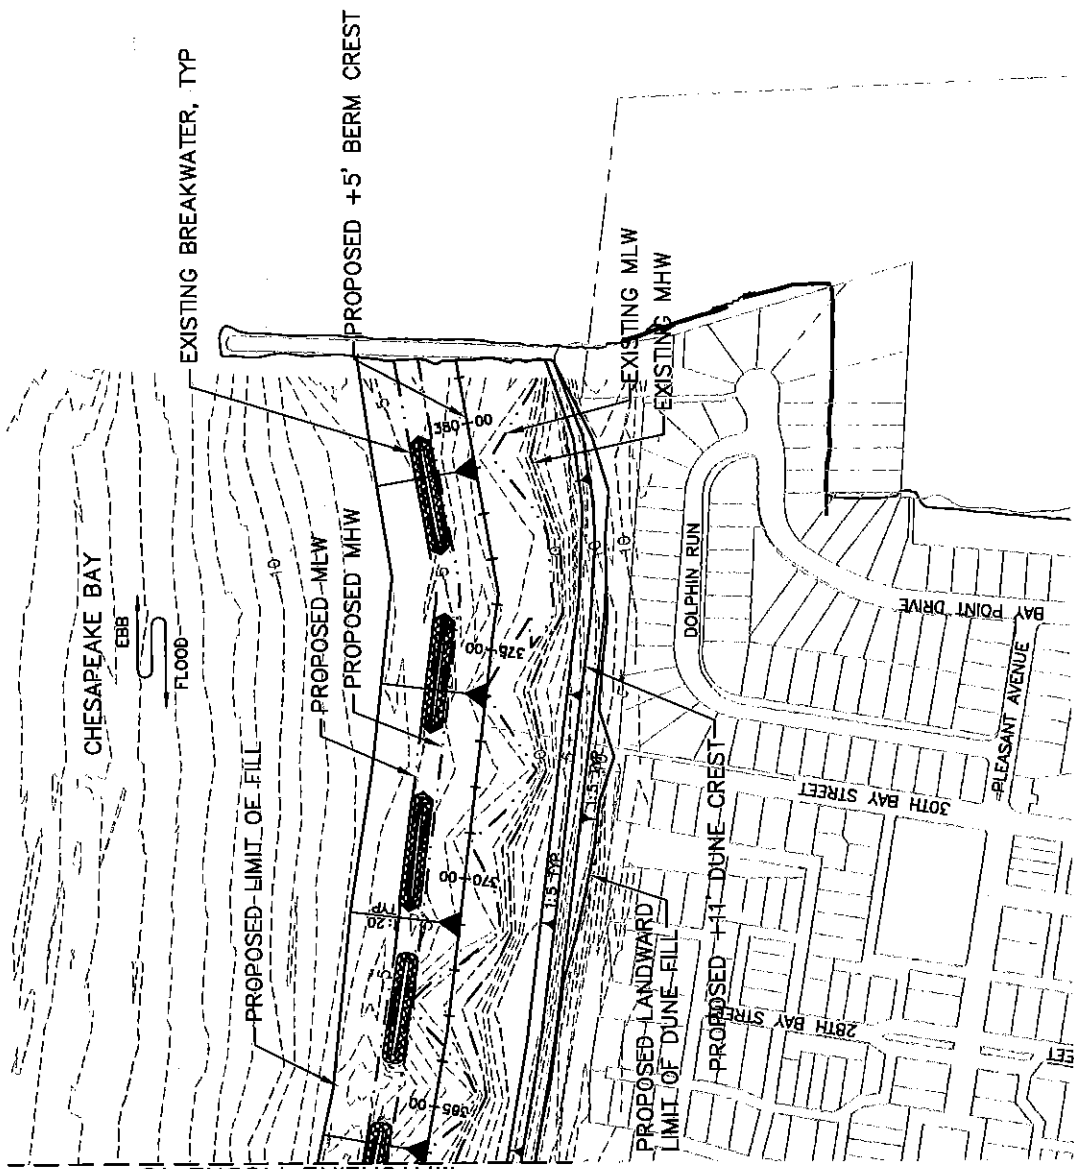 EXISTING BREAKWATER, TYP
PROPOSED +5' BERM CREST
EXISTING MLW
EXISTING MHW
380+00
CHESAPEAKE BAY
EBB
FLOOD
-10
PROPOSED MLW
PROPOSED MHW
375+00
PROPOSED LIMIT OF FILL
1:20
TYP
370+00
365+00
1:5 TYP
1:5 TYP
PROPOSED LANDWARD
LIMIT OF DUNE FILL
PROPOSED +11' DUNE CREST
DOLPHIN RUN
BAY POINT DRIVE
PLEASANT AVENUE
30TH BAY STREET
28TH BAY STREET